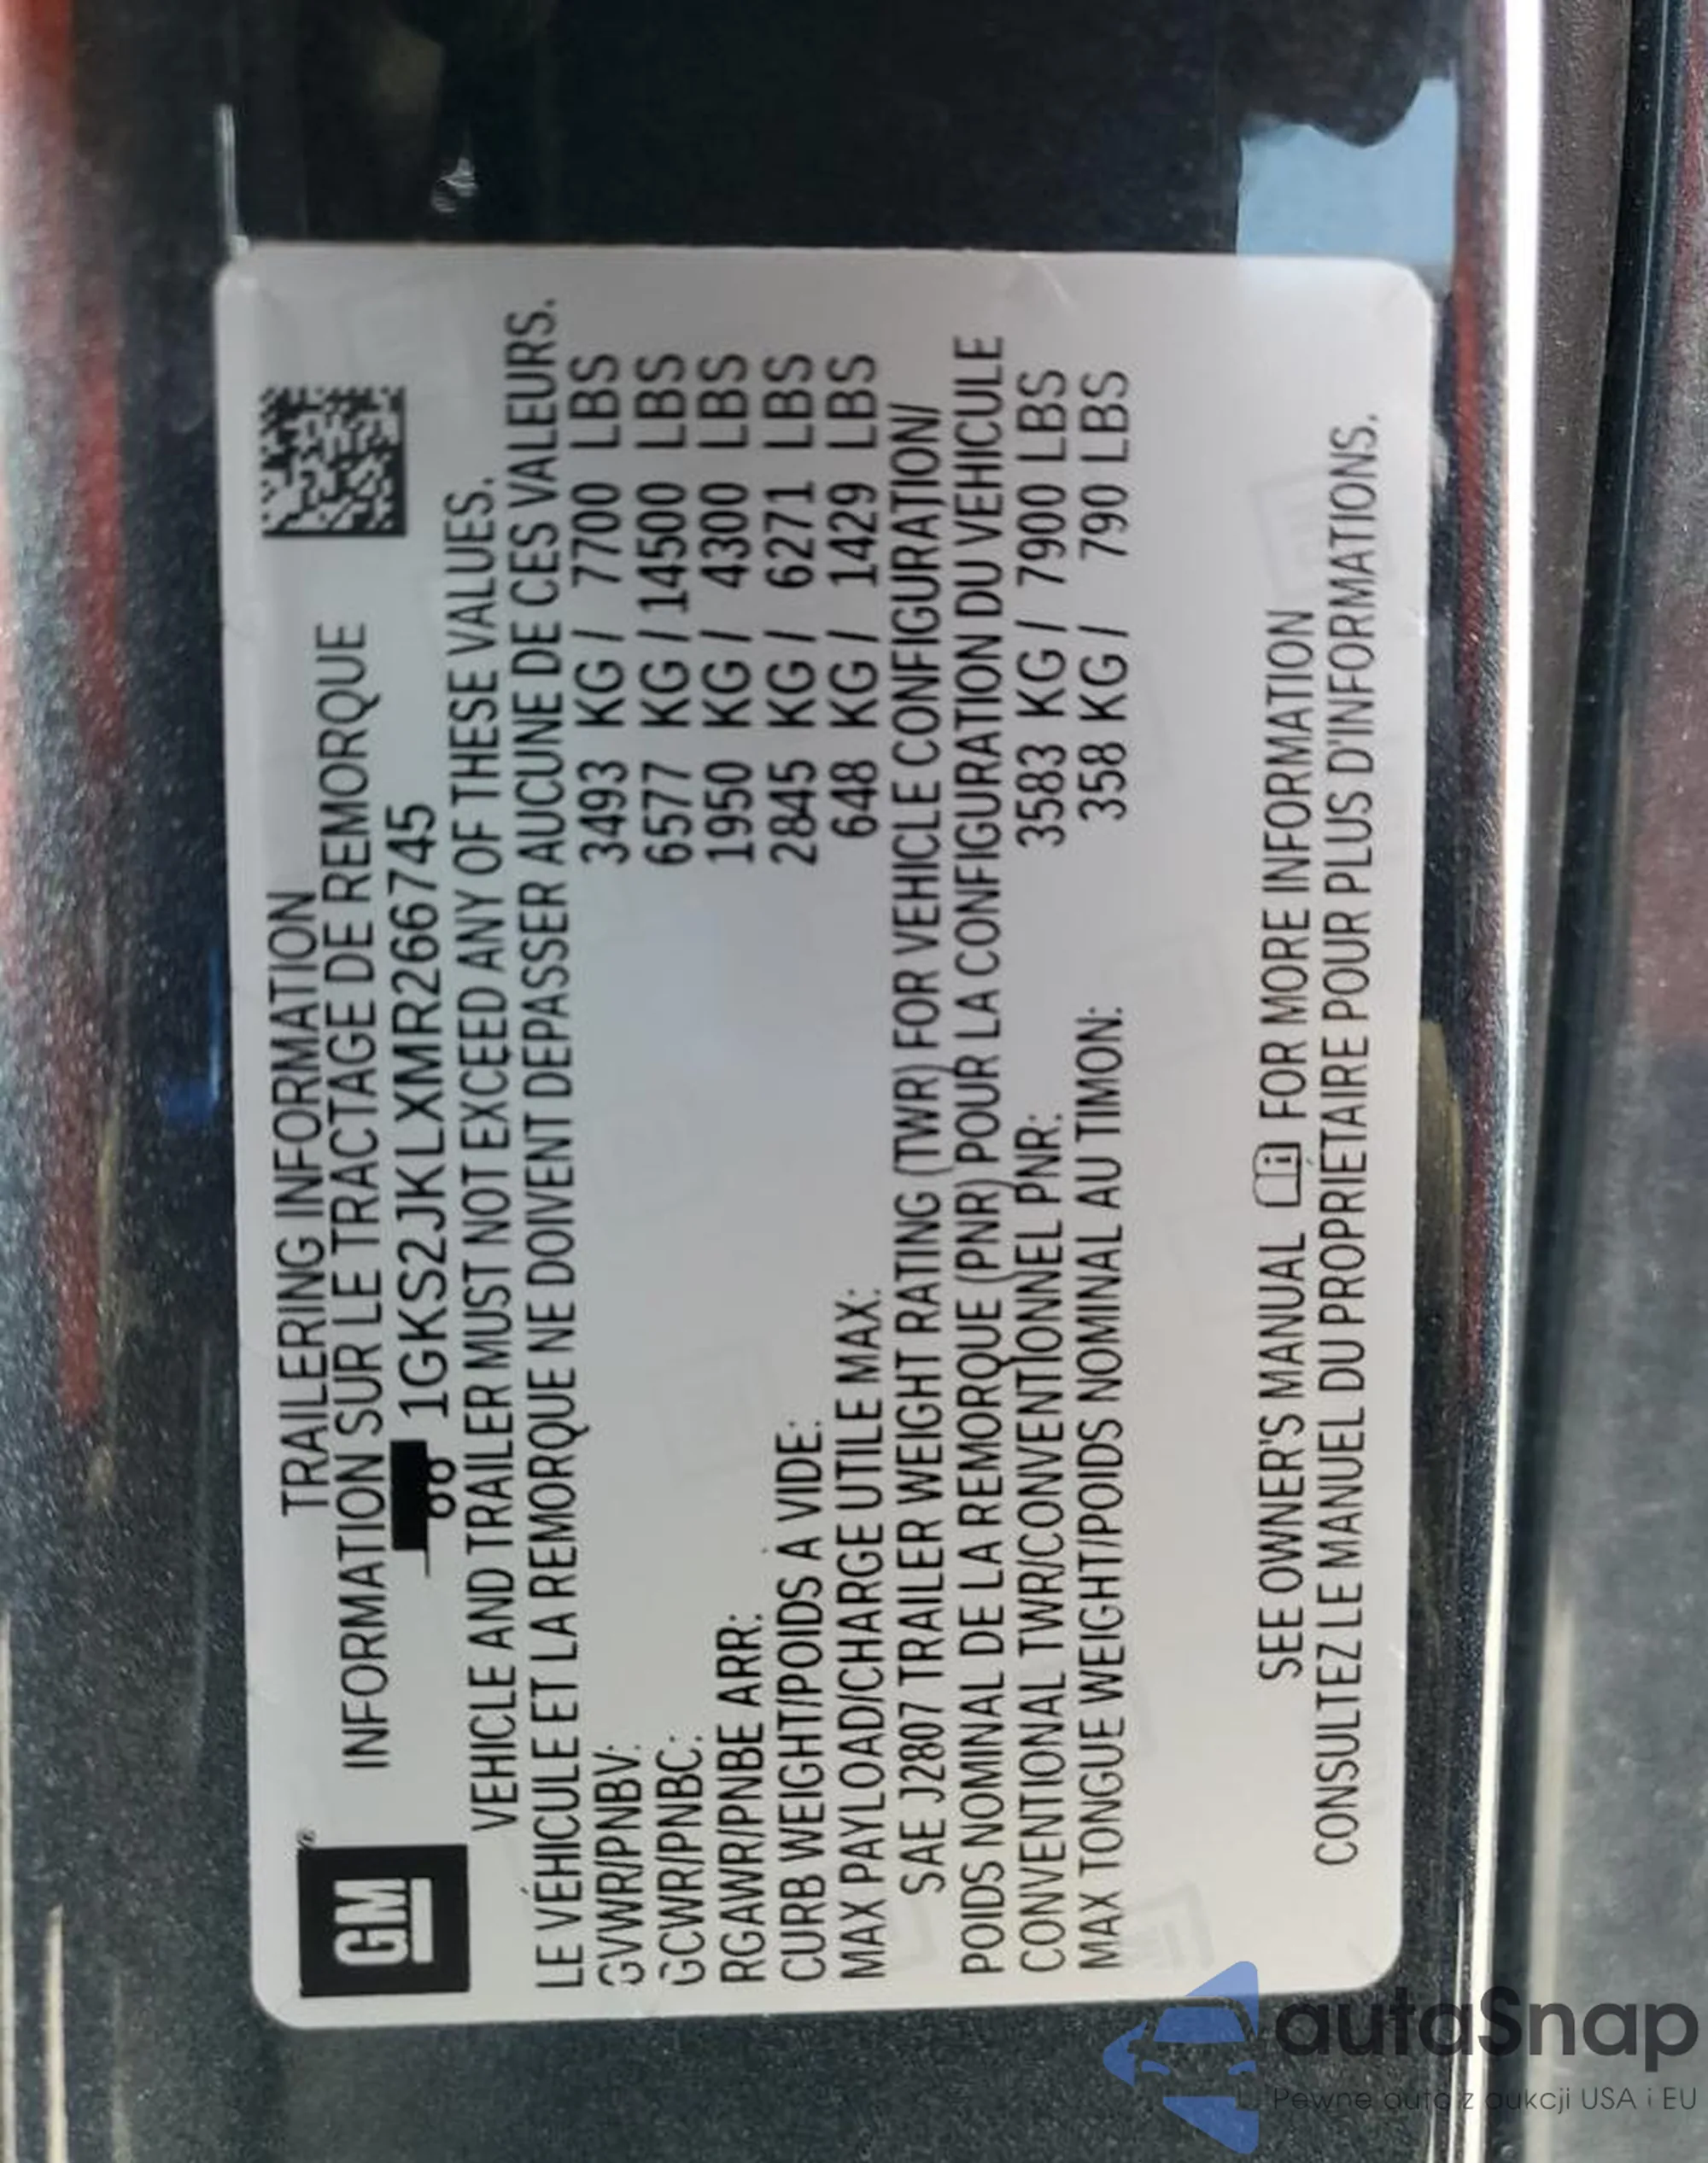 GM
TRAILERING INFORMATION
INFORMATION SUR LE TRACTAGE DE REMORQUE
1GKS2JKLXMR266745
VEHICLE AND TRAILER MUST NOT EXCEED ANY OF THESE VALUES.
LE VÉHICULE ET LA REMORQUE NE DOIVENT DEPASSER AUCUNE DE CES VALEURS.
GVWR/PNBV: 3493 KG / 7700 LBS
GCWR/PNBC: 6577 KG / 14500 LBS
RGAWR/PNBE ARR: 1950 KG / 4300 LBS
CURB WEIGHT/POIDS À VIDE: 2845 KG / 6271 LBS
MAX PAYLOAD/CHARGE UTILE MAX: 648 KG / 1429 LBS
SAE J2807 TRAILER WEIGHT RATING (TWR) FOR VEHICLE CONFIGURATION/
POIDS NOMINAL DE LA REMORQUE (PNR) POUR LA CONFIGURATION DU VEHICULE
CONVENTIONAL TWR/CONVENTIONNEL PNR: 3583 KG / 7900 LBS
MAX TONGUE WEIGHT/POIDS NOMINAL AU TIMON: 358 KG / 790 LBS
SEE OWNER'S MANUAL FOR MORE INFORMATION
CONSULTEZ LE MANUEL DU PROPRIÉTAIRE POUR PLUS D'INFORMATIONS.
autaSnap
Pewne auta z aukcji USA i EU